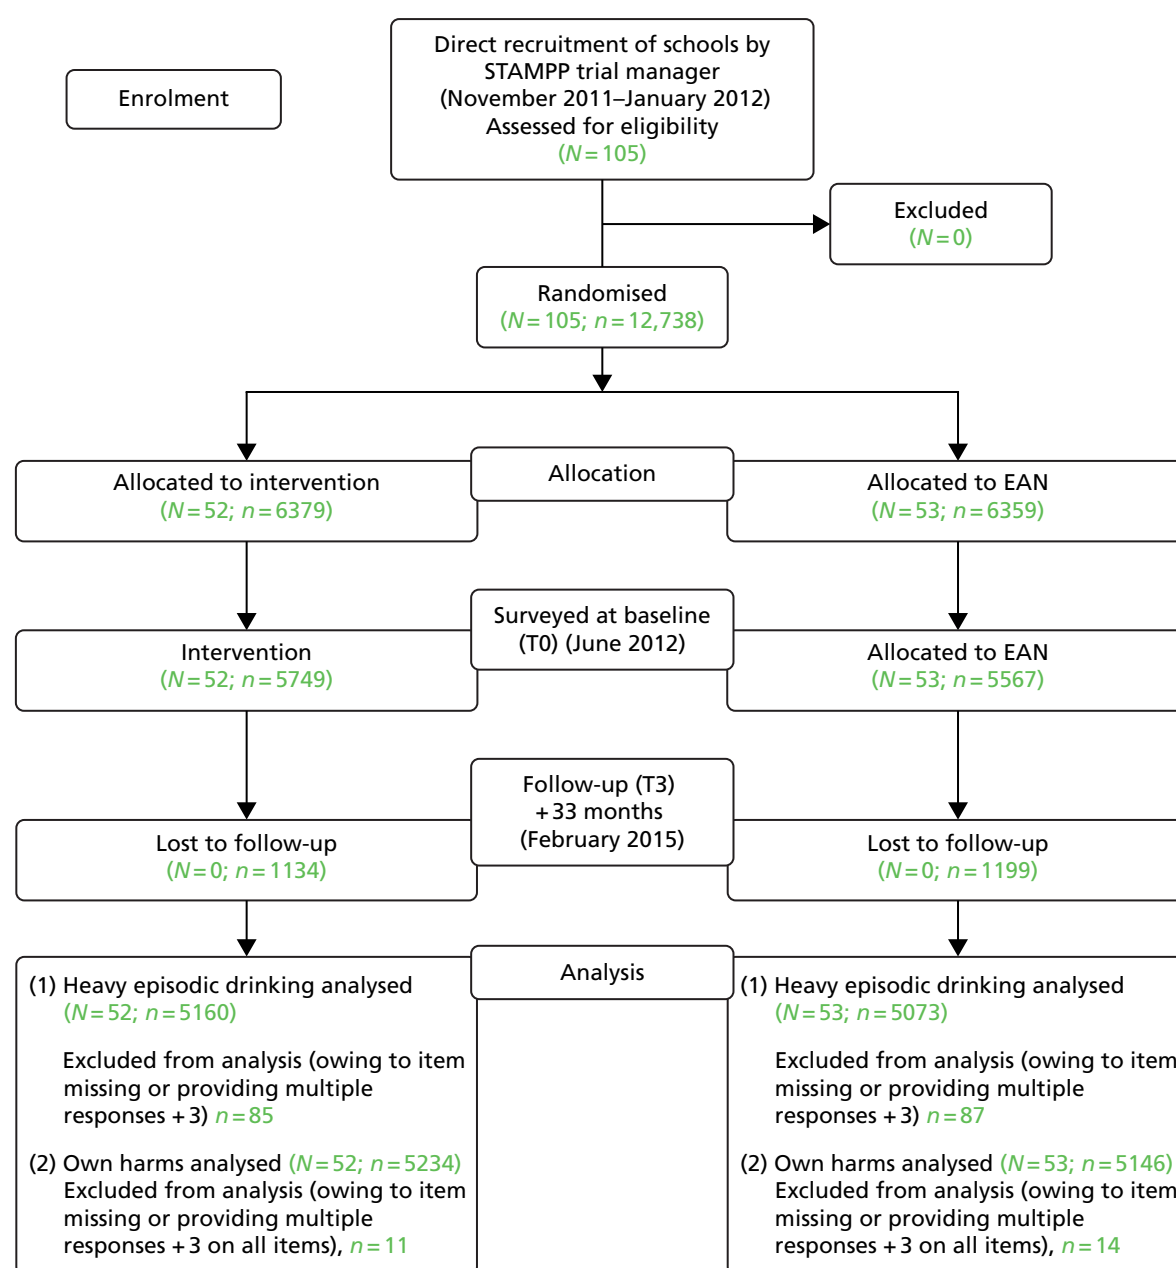 Enrolment
Direct recruitment of schools by
STAMPP trial manager
(November 2011–January 2012)
Assessed for eligibility
(N=105)
Excluded
(N=0)
Randomised
(N=105; n=12,738)
Allocation
Allocated to intervention
(N=52; n=6379)
Allocated to EAN
(N=53; n=6359)
Surveyed at baseline
(T0) (June 2012)
Intervention
(N=52; n=5749)
Allocated to EAN
(N=53; n=5567)
Follow-up (T3)
+33 months
(February 2015)
Lost to follow-up
(N=0; n=1134)
Lost to follow-up
(N=0; n=1199)
Analysis
(1) Heavy episodic drinking analysed
(N=52; n=5160)
Excluded from analysis (owing to item
missing or providing multiple
responses +3) n=85
(2) Own harms analysed (N=52; n=5234)
Excluded from analysis (owing to item
missing or providing multiple
responses +3 on all items), n=11
(1) Heavy episodic drinking analysed
(N=53; n=5073)
Excluded from analysis (owing to item
missing or providing multiple
responses +3) n=87
(2) Own harms analysed (N=53; n=5146)
Excluded from analysis (owing to item
missing or providing multiple
responses +3 on all items), n=14